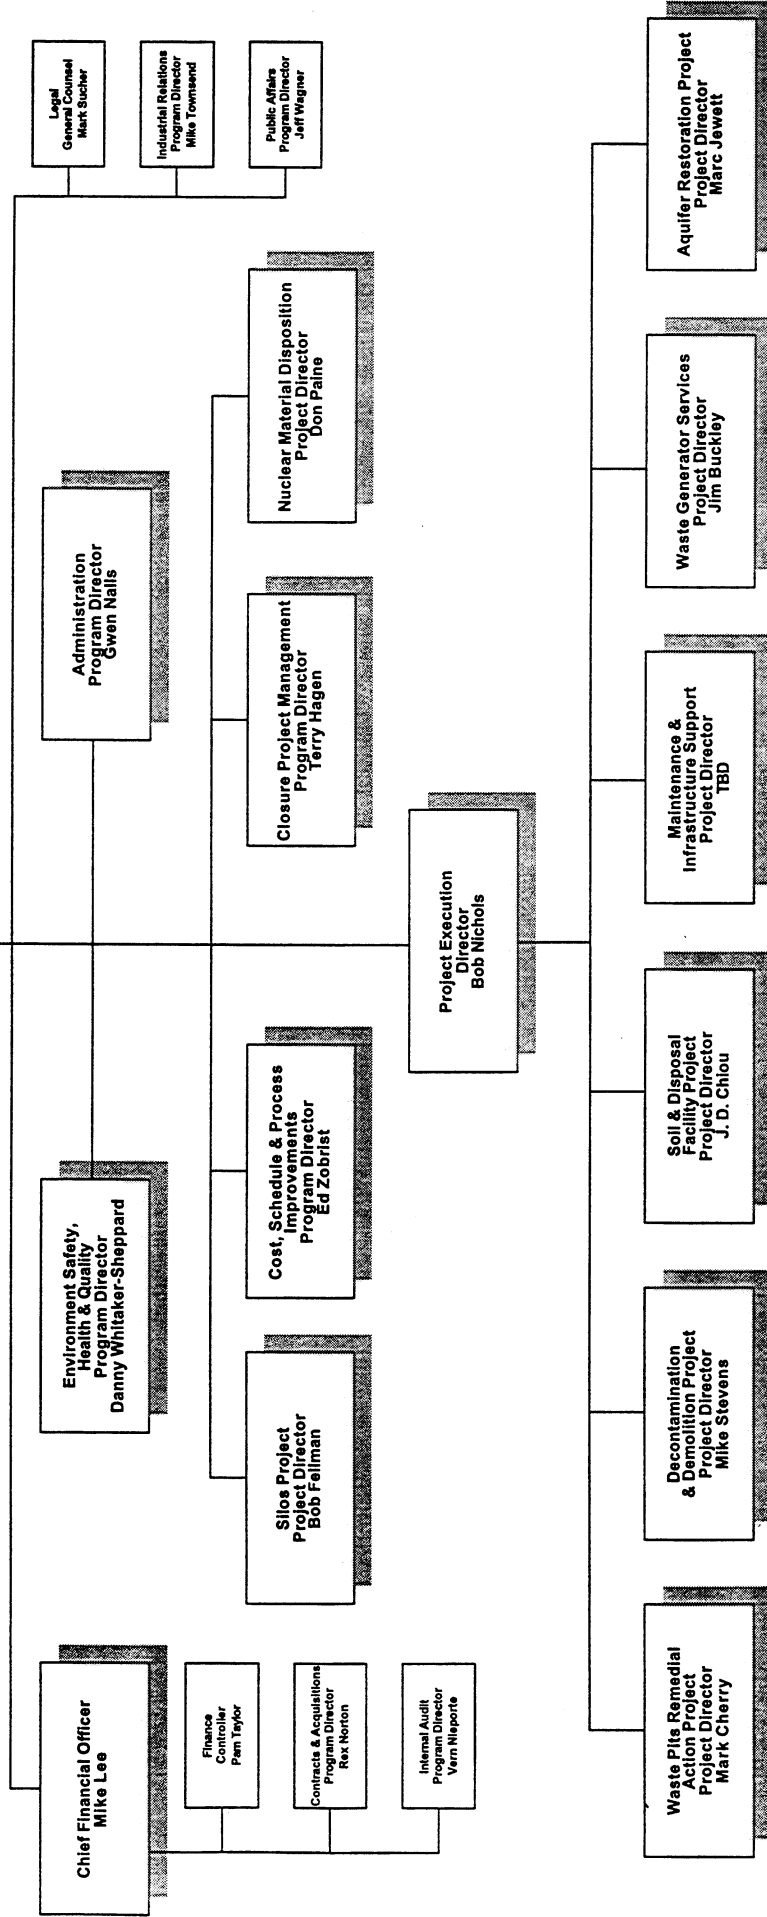 Chief Financial Officer
Mike Lee
Finance
Controller
Pam Taylor
Contracts & Acquisitions
Program Director
Rex Norton
Internal Audit
Program Director
Vern Nieporte
Environment Safety,
Health & Quality
Program Director
Danny Whitaker-Sheppard
Administration
Program Director
Gwen Nalls
Legal
General Counsel
Mark Sucher
Industrial Relations
Program Director
Mike Townsend
Public Affairs
Program Director
Jeff Wagner
Silos Project
Project Director
Bob Fellman
Cost, Schedule & Process
Improvements
Program Director
Ed Zobrist
Closure Project Management
Program Director
Terry Hagen
Nuclear Material Disposition
Project Director
Don Paine
Project Execution
Director
Bob Nichols
Waste Pits Remedial
Action Project
Project Director
Mark Cherry
Decontamination
& Demolition Project
Project Director
Mike Stevens
Soil & Disposal
Facility Project
Project Director
J. D. Chiou
Maintenance &
Infrastructure Support
Project Director
TBD
Waste Generator Services
Project Director
Jim Buckley
Aquifer Restoration Project
Project Director
Marc Jewett